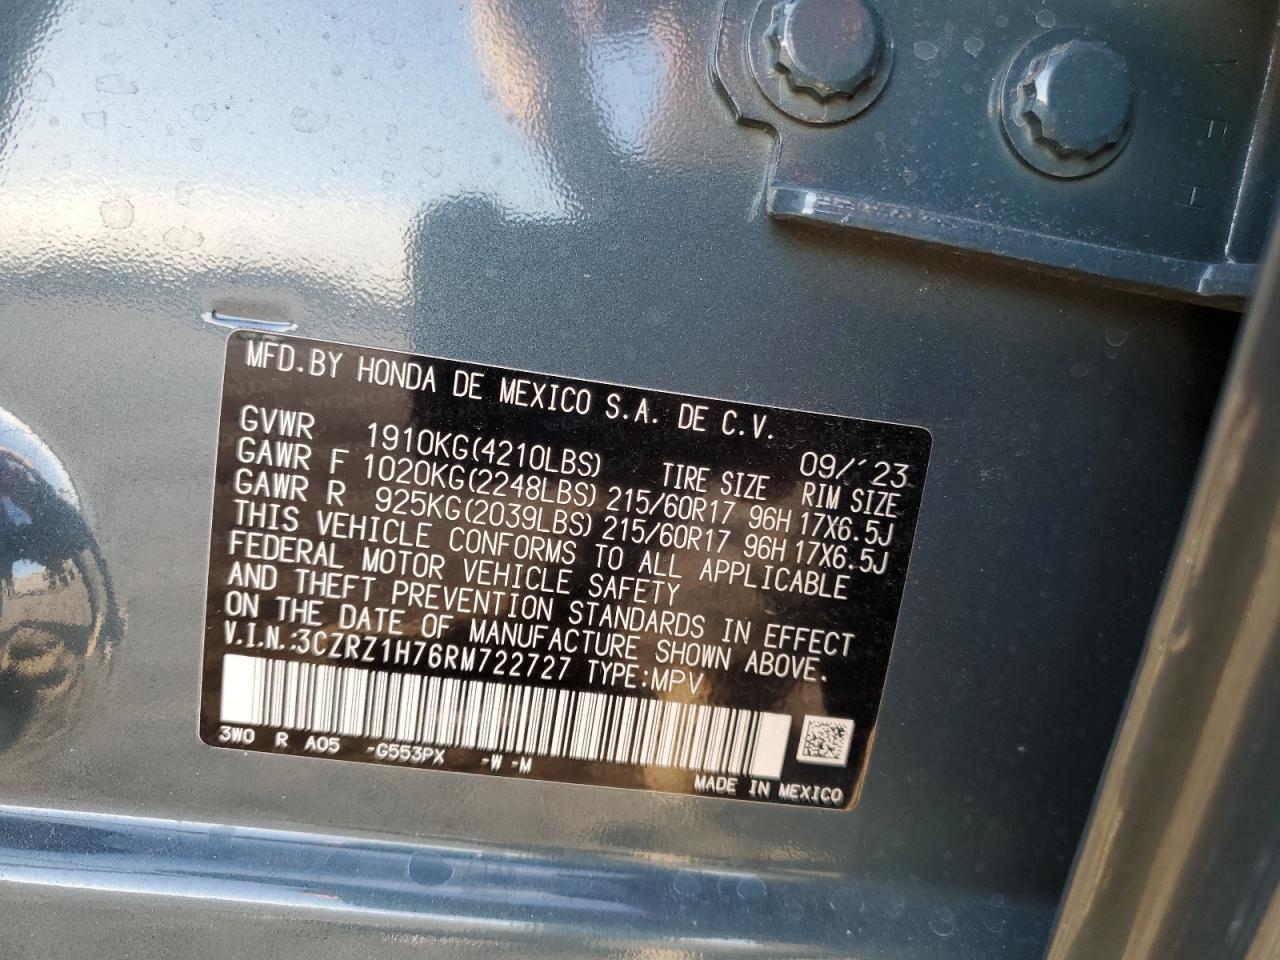 MFD.BY HONDA DE MEXICO S.A. DE C.V.
09/'23
GVWR 1910KG(4210LBS) TIRE SIZE RIM SIZE
GAWR F 1020KG(2248LBS) 215/60R17 96H 17X6.5J
GAWR R 925KG(2039LBS) 215/60R17 96H 17X6.5J
THIS VEHICLE CONFORMS TO ALL APPLICABLE
FEDERAL MOTOR VEHICLE SAFETY
AND THEFT PREVENTION STANDARDS IN EFFECT
ON THE DATE OF MANUFACTURE SHOWN ABOVE.
V.I.N.:3CZRZ1H76RM722727 TYPE:MPV
3W0 R A05 -G553PX -W -M
MADE IN MEXICO